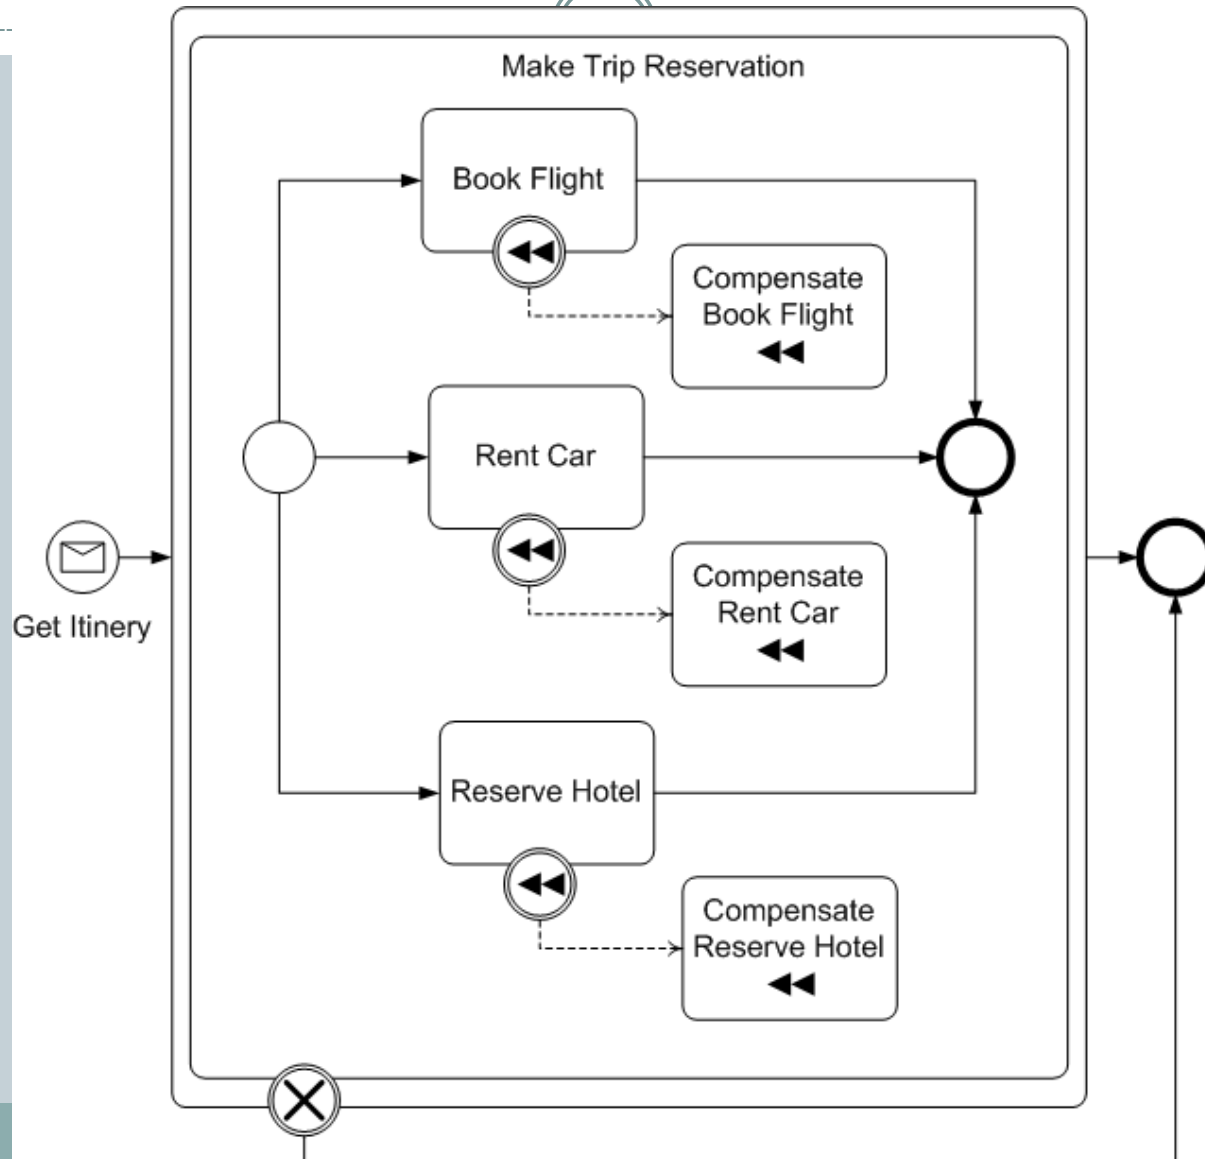 Make Trip Reservation
Book Flight
Compensate
Book Flight
Rent Car
Compensate
Rent Car
Get Itinery
Reserve Hotel
Compensate
Reserve Hotel